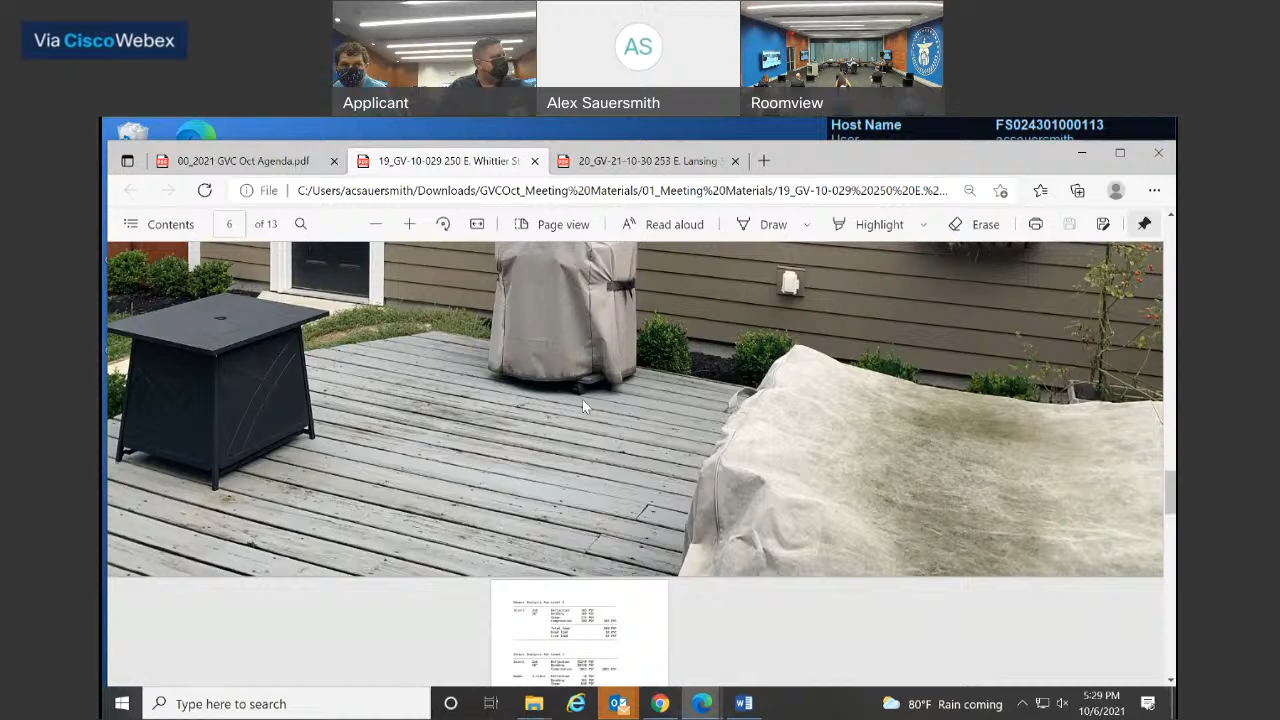 Via CiscoWebex
Applicant
AS
Alex Sauersmith
Roomview
Host Name FS024301000113
User acsauersmith
00_2021 GVC Oct Agenda.pdf
19_GV-10-029 250 E. Whittier St
20_GV-21-10-30 253 E. Lansing
File
C:/Users/acsauersmith/Downloads/GVCOct_Meeting%20Materials/01_Meeting%20Materials/19_GV-10-029%20250%20E.%2...
Contents
6 of 13
Page view
Read aloud
Draw
Highlight
Erase
Type here to search
80°F Rain coming
5:29 PM
10/6/2021